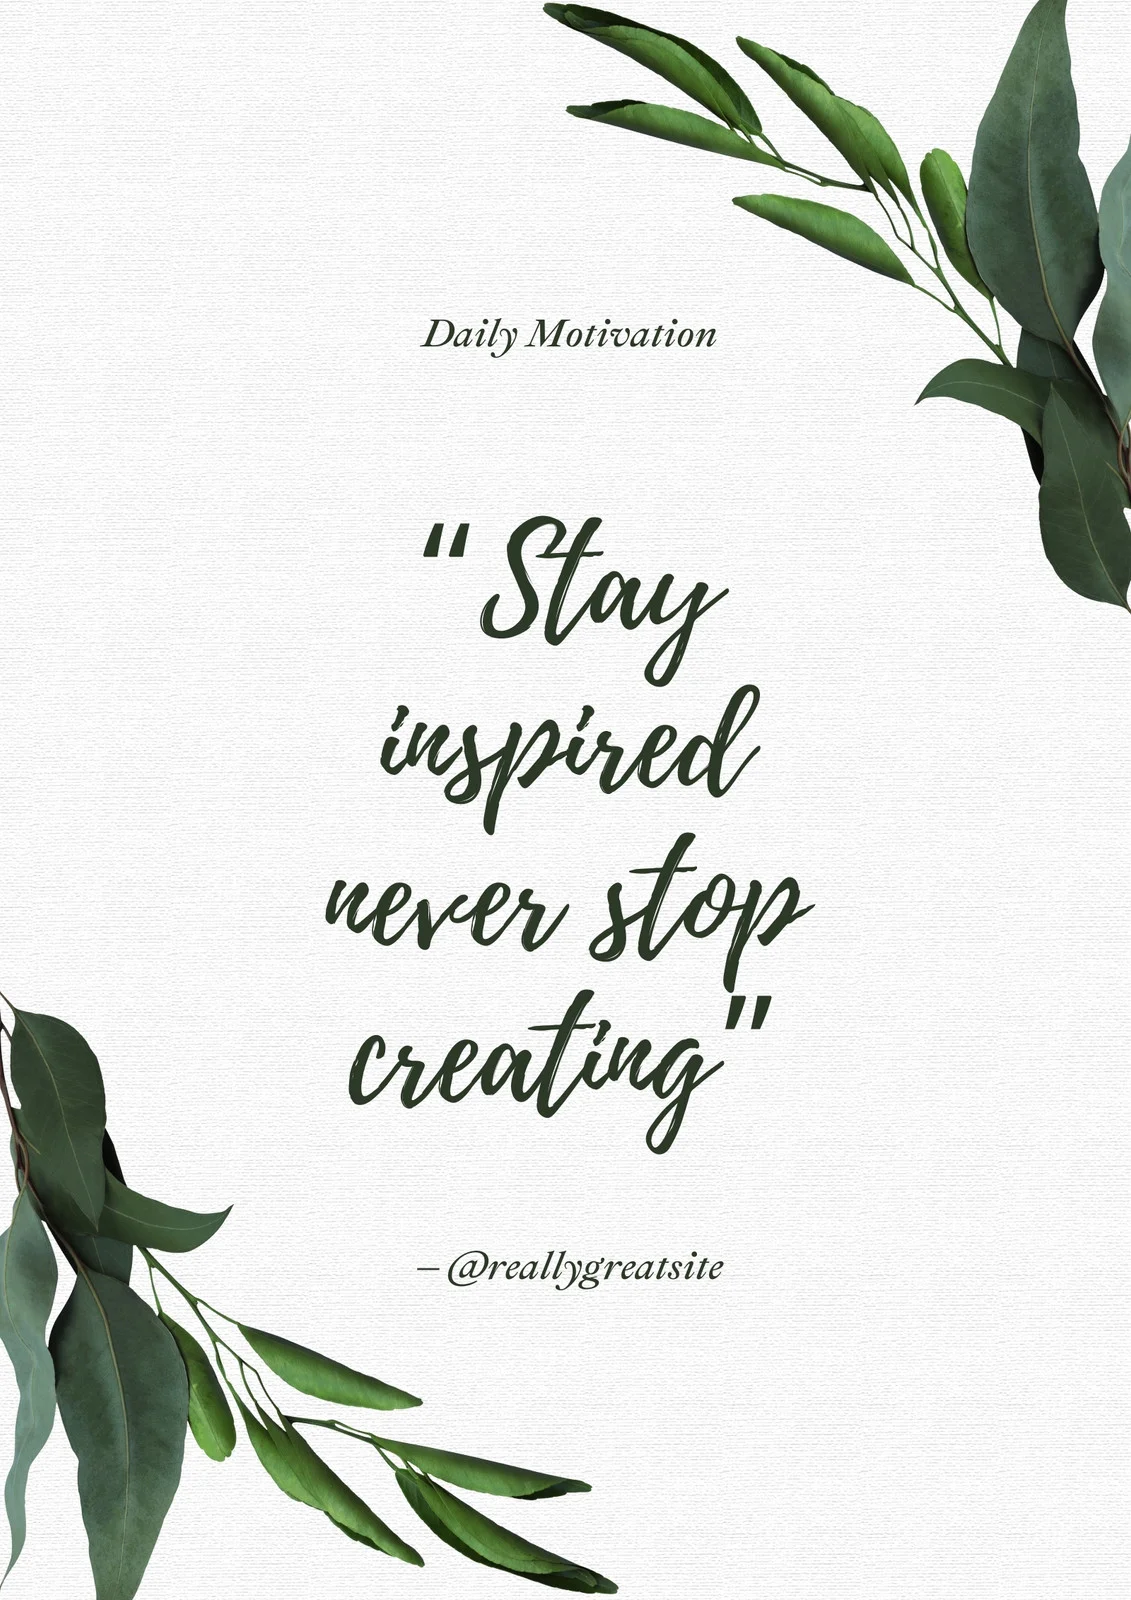 Daily Motivation
" Stay
inspired
never stop
creating"
– @reallygreatsite